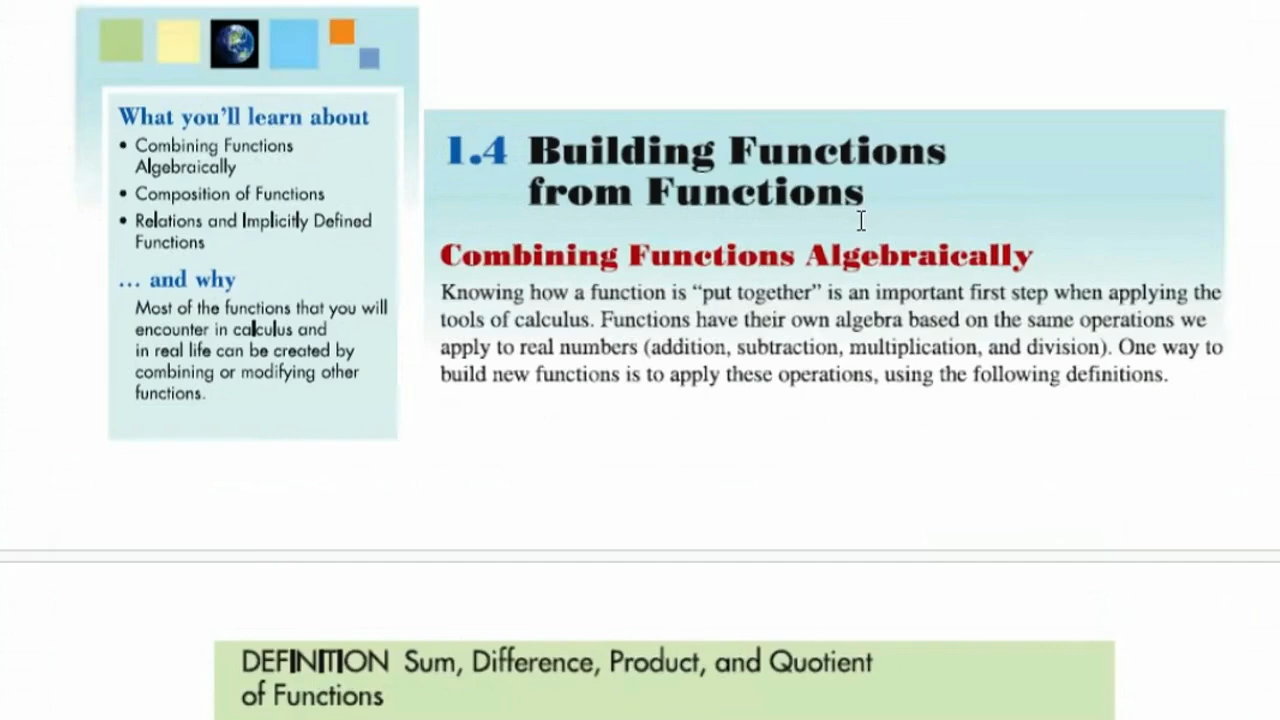 What you'll learn about
• Combining Functions
Algebraically
• Composition of Functions
• Relations and Implicitly Defined
Functions
... and why
Most of the functions that you will
encounter in calculus and
in real life can be created by
combining or modifying other
functions.
1.4 Building Functions
from Functions
Combining Functions Algebraically
Knowing how a function is “put together” is an important first step when applying the
tools of calculus. Functions have their own algebra based on the same operations we
apply to real numbers (addition, subtraction, multiplication, and division). One way to
build new functions is to apply these operations, using the following definitions.
DEFINITION Sum, Difference, Product, and Quotient
of Functions